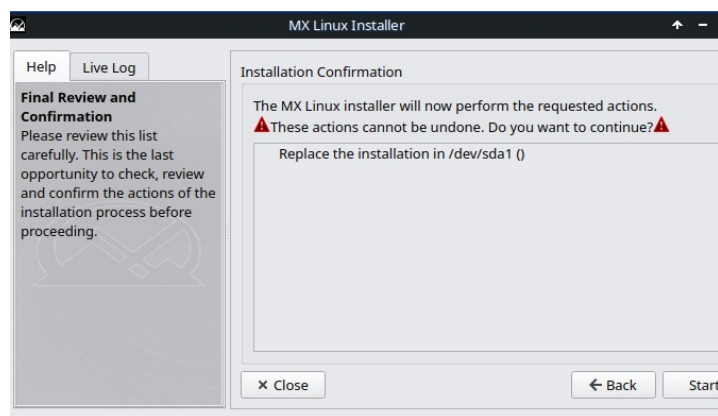 MX Linux Installer
Help
Live Log
Final Review and
Confirmation
Please review this list
carefully. This is the last
opportunity to check, review
and confirm the actions of the
installation process before
proceeding.
Installation Confirmation
The MX Linux installer will now perform the requested actions.
These actions cannot be undone. Do you want to continue?
Replace the installation in /dev/sda1 ()
Close
Back
Start